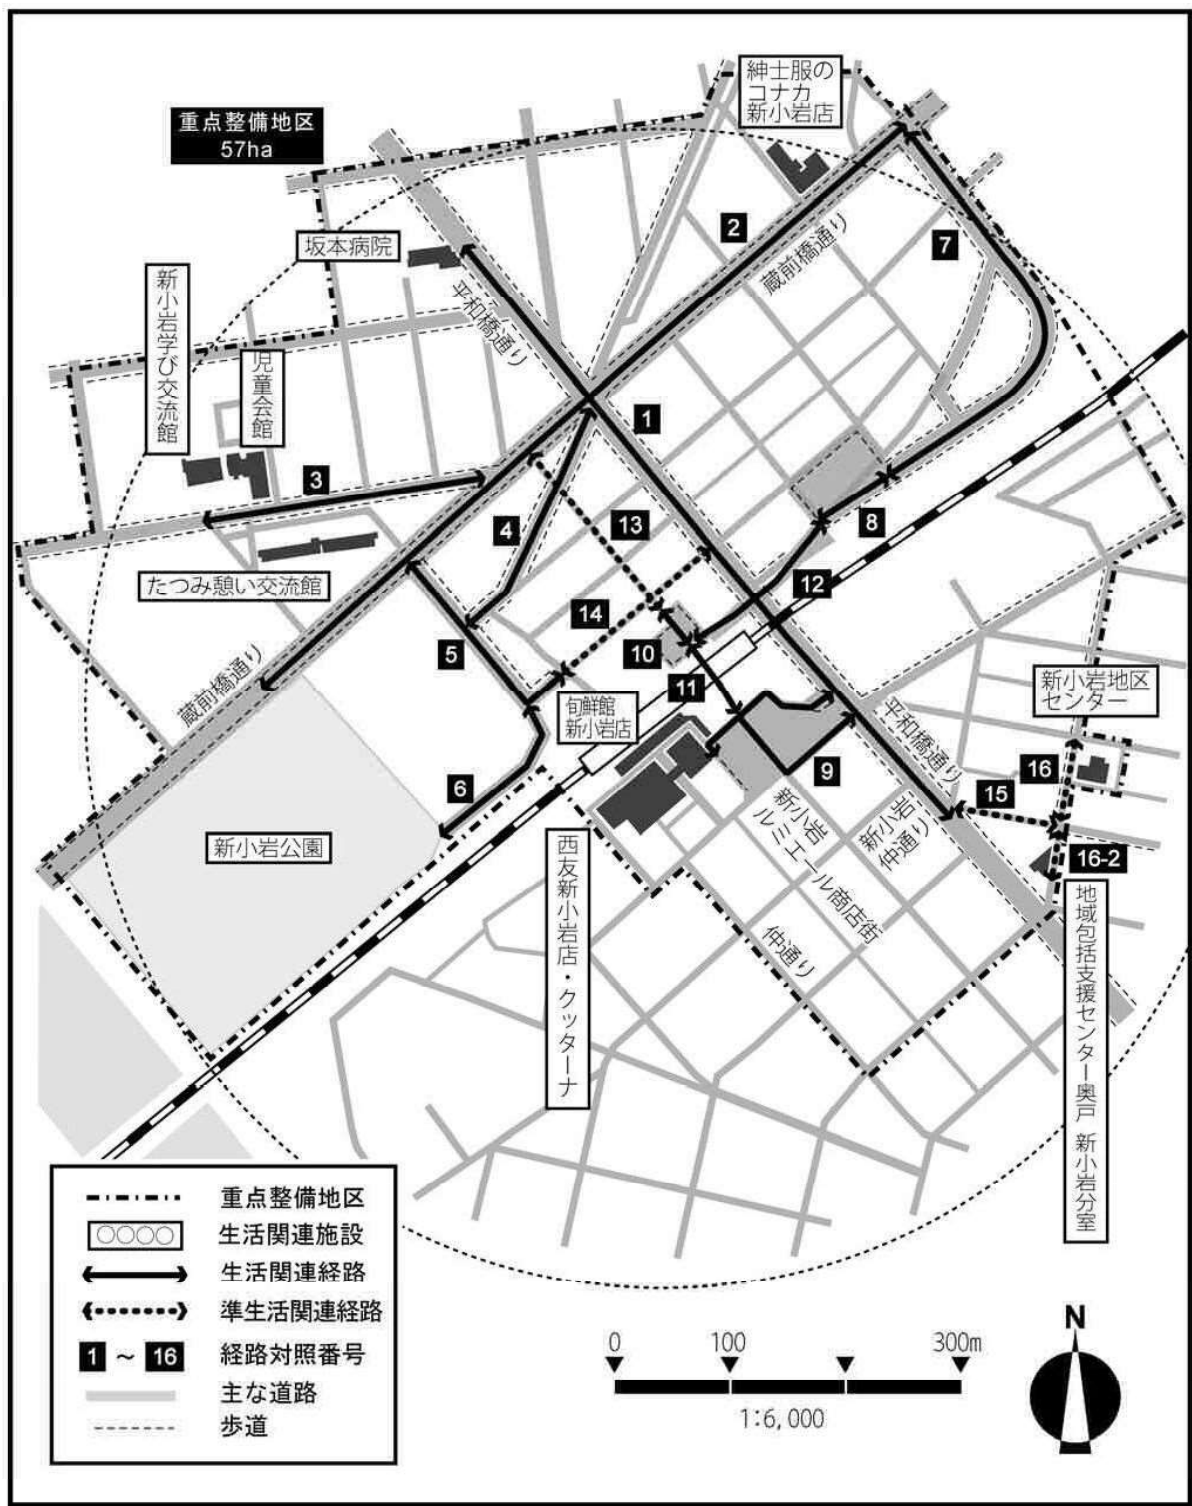 紳士服の
コナカ
新小岩店
重点整備地区
57ha
2
7
坂本病院
蔵前橋通り
平和橋通り
新小岩学び交流館
児童会館
1
3
4
13
8
たつみ憩い交流館
12
14
5
10
新小岩地区
センター
11
旬鮮館
新小岩店
蔵前橋通り
平和橋通り
16
9
15
6
新小岩
ルミエール商店街
新小岩
仲通り
新小岩公園
西友新小岩店・クッターナ
16-2
仲通り
地域包括支援センター奥戸 新小岩分室
重点整備地区
○○○○ 生活関連施設
生活関連経路
準生活関連経路
1 ～ 16 経路対照番号
主な道路
歩道
0 100 300m
1:6,000
N